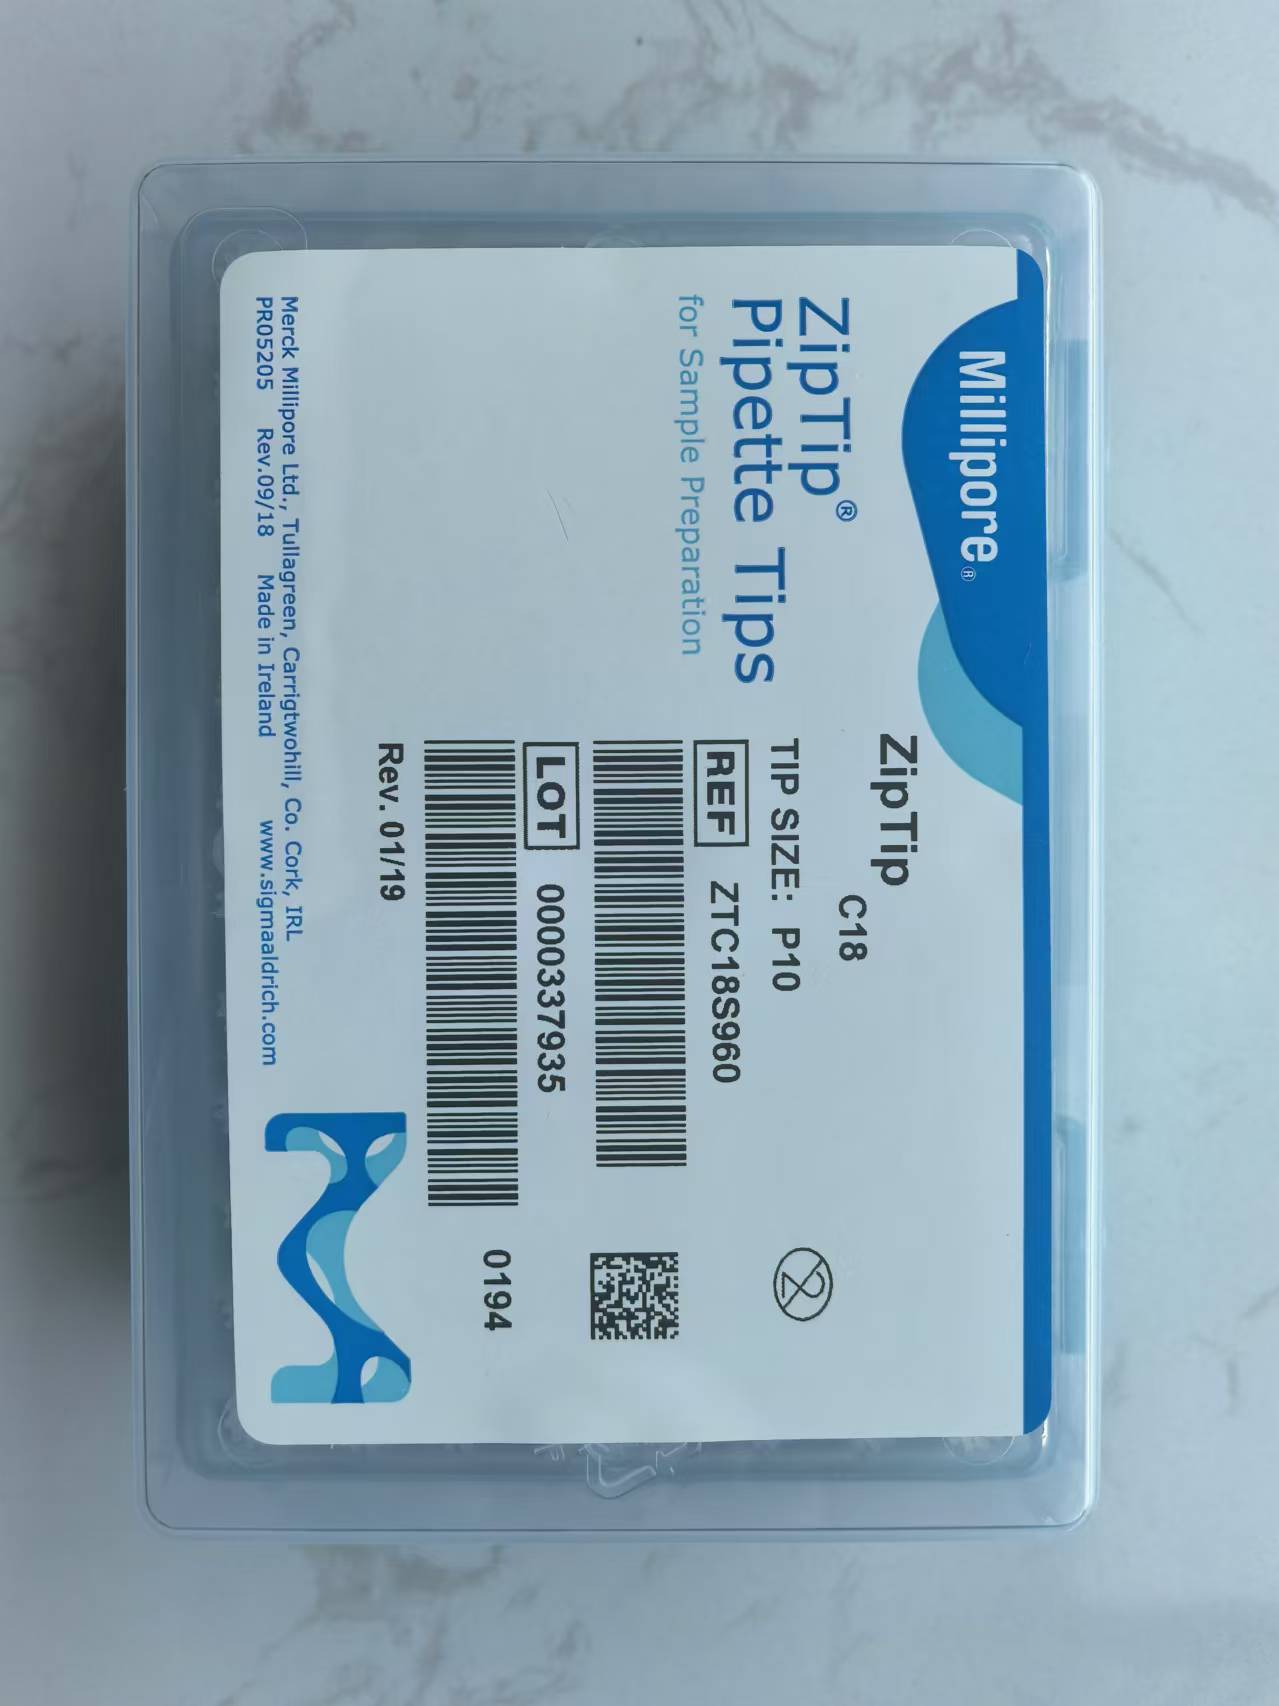 Millipore®
ZipTip®
Pipette Tips
for Sample Preparation
ZipTip
C18
TIP SIZE: P10
REF ZTC18S960
LOT 0000337935
0194
Rev. 01/19
2
Merck Millipore Ltd., Tullagreen, Carrigtwohill, Co. Cork, IRL
PR05205 Rev.09/18 Made in Ireland www.sigmaaldrich.com